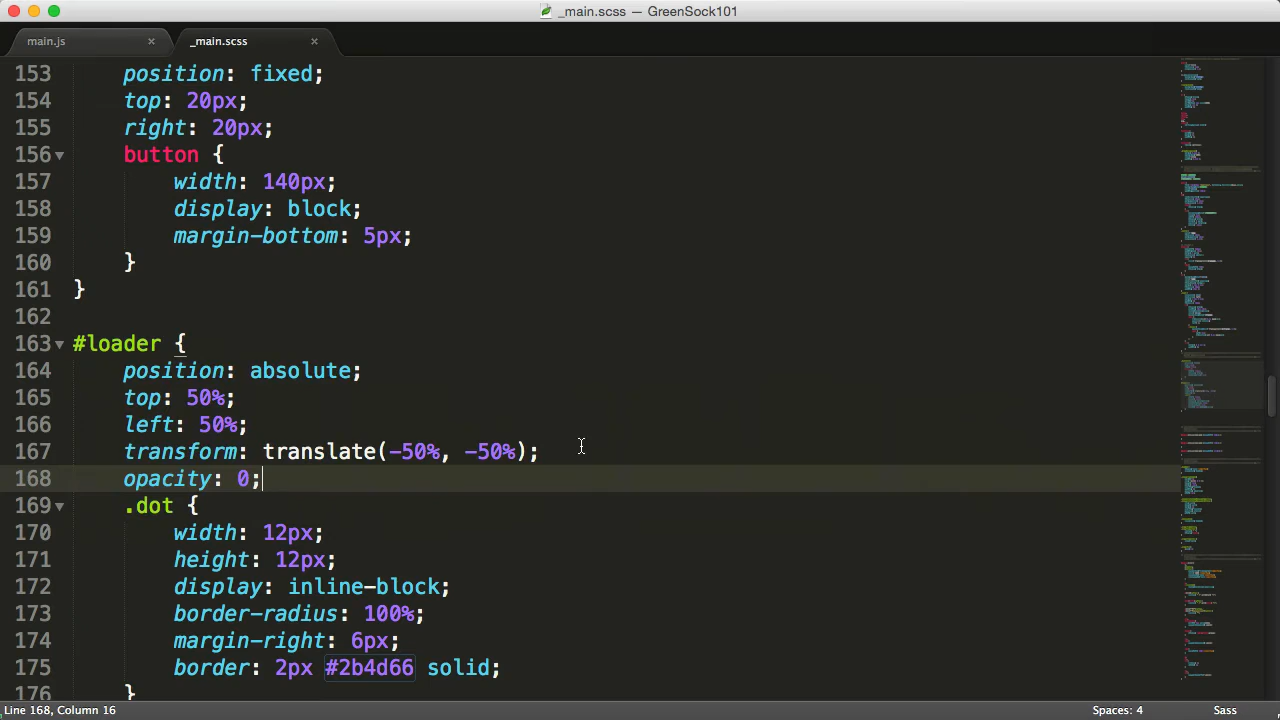 _main.scss — GreenSock101
main.js × _main.scss ×
153 position: fixed;
154 top: 20px;
155 right: 20px;
156 button {
157 width: 140px;
158 display: block;
159 margin-bottom: 5px;
160 }
161 }
162
163 #loader {
164 position: absolute;
165 top: 50%;
166 left: 50%;
167 transform: translate(-50%, -50%);
168 opacity: 0;
169 .dot {
170 width: 12px;
171 height: 12px;
172 display: inline-block;
173 border-radius: 100%;
174 margin-right: 6px;
175 border: 2px #2b4d66 solid;
176 }
Line 168, Column 16 Spaces: 4 Sass